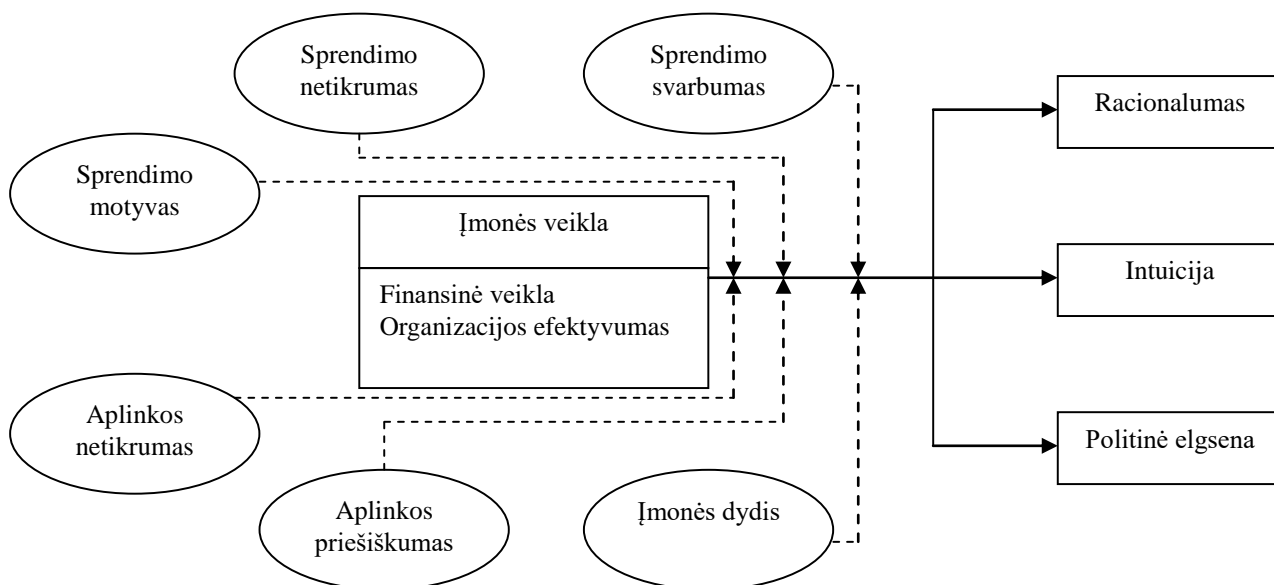 Sprendimo
netikrumas
Sprendimo
svarbumas
Racionalumas
Sprendimo
motyvas
Įmonės veikla
Finansinė veikla
Organizacijos efektyvumas
Intuicija
Aplinkos
netikrumas
Politinė elgsena
Aplinkos
priešiškumas
Įmonės dydis